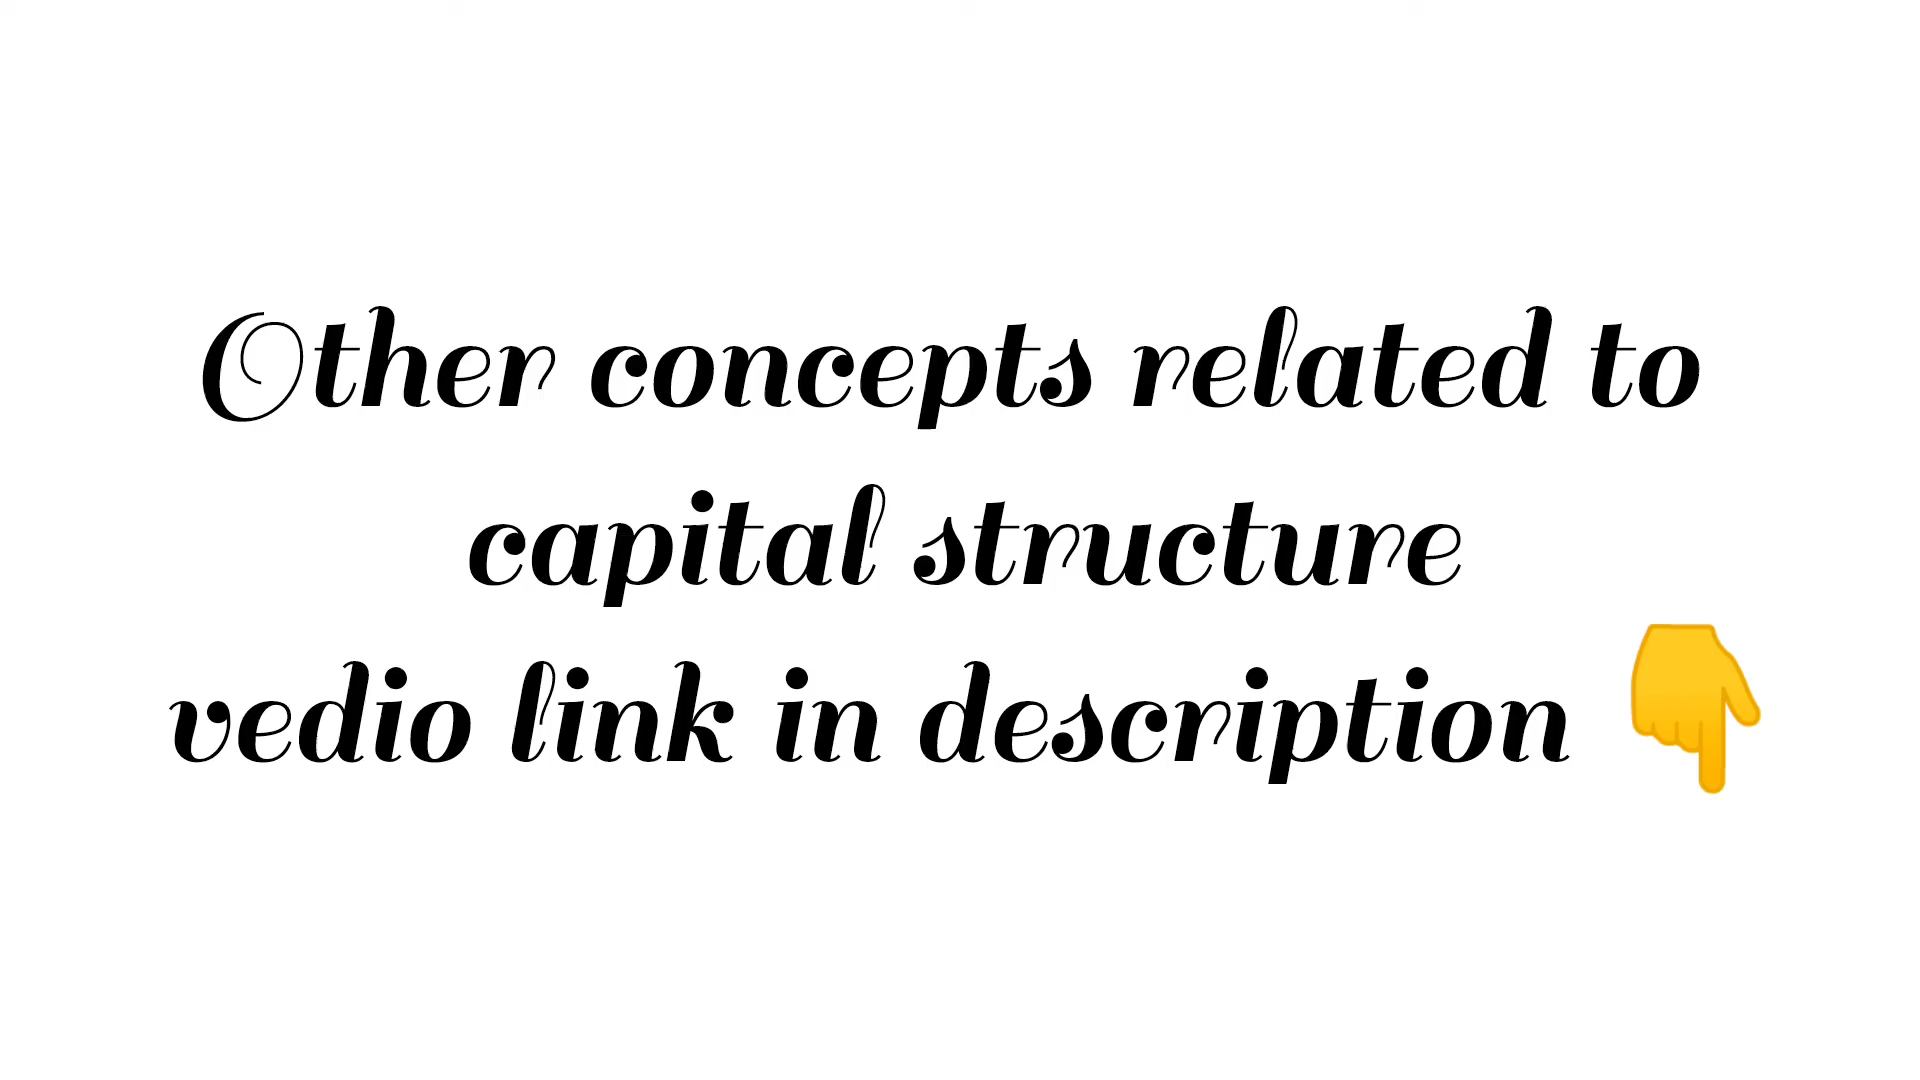 Other concepts related to
capital structure
vedio link in description 👇